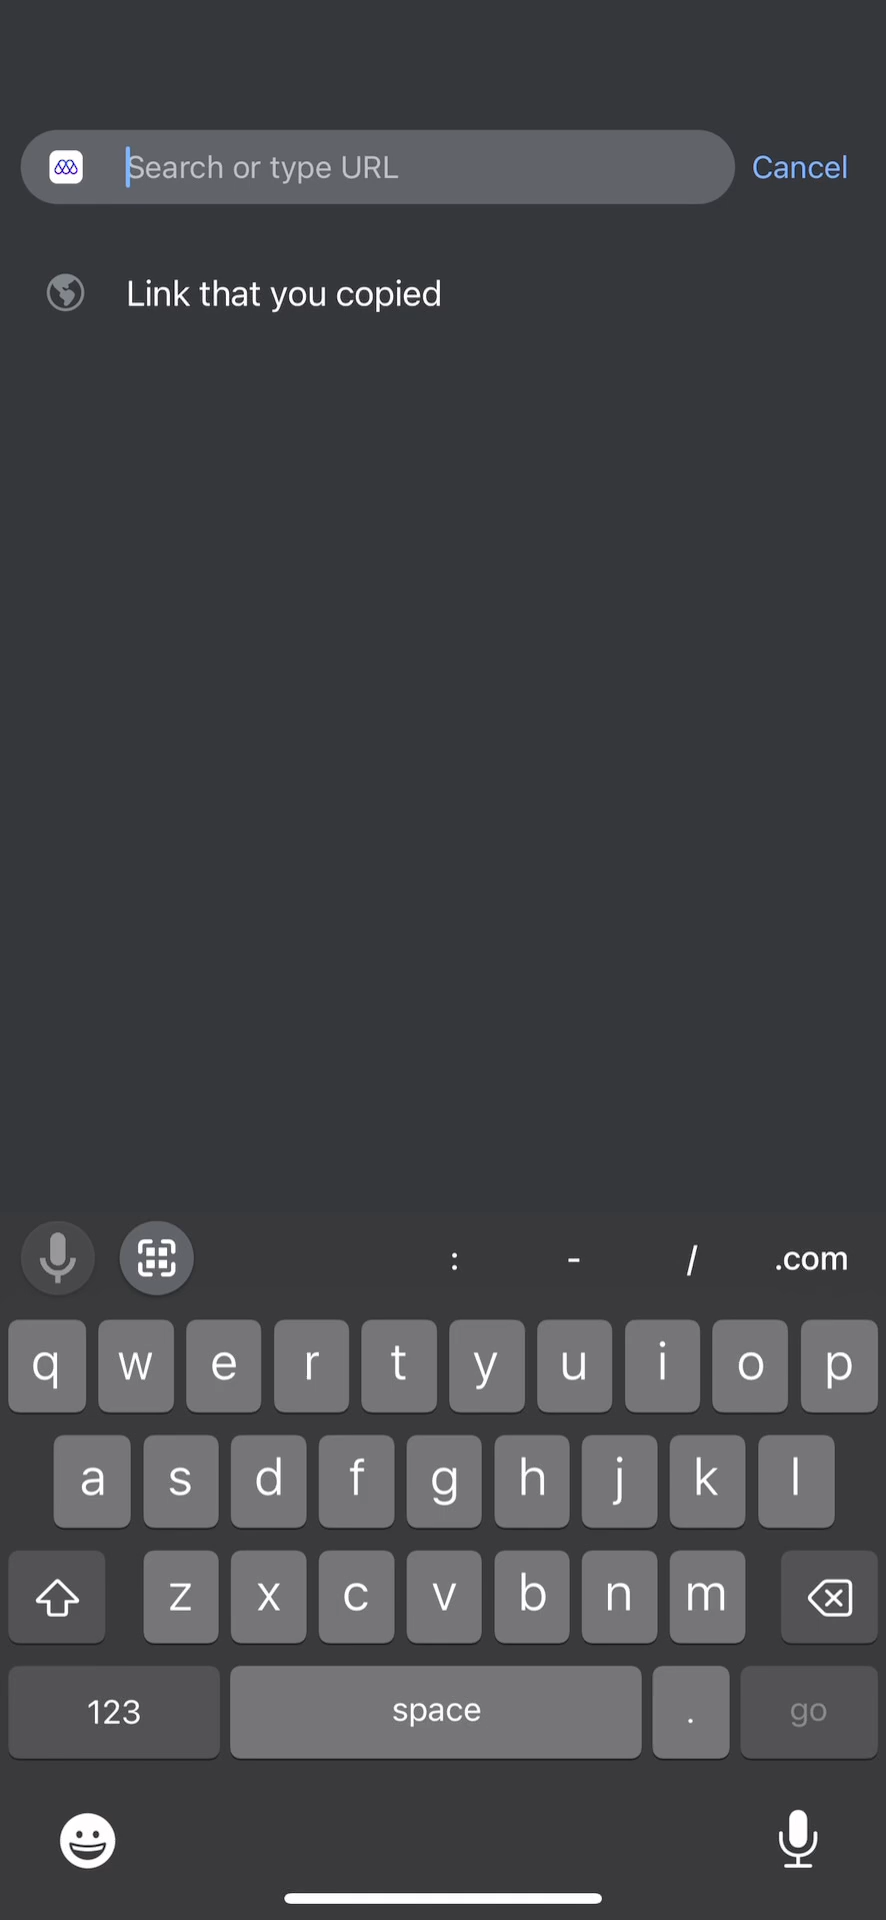 Search or type URL Cancel
Link that you copied
: - / .com
q w e r t y u i o p
a s d f g h j k l
z x c v b n m
123 space . go